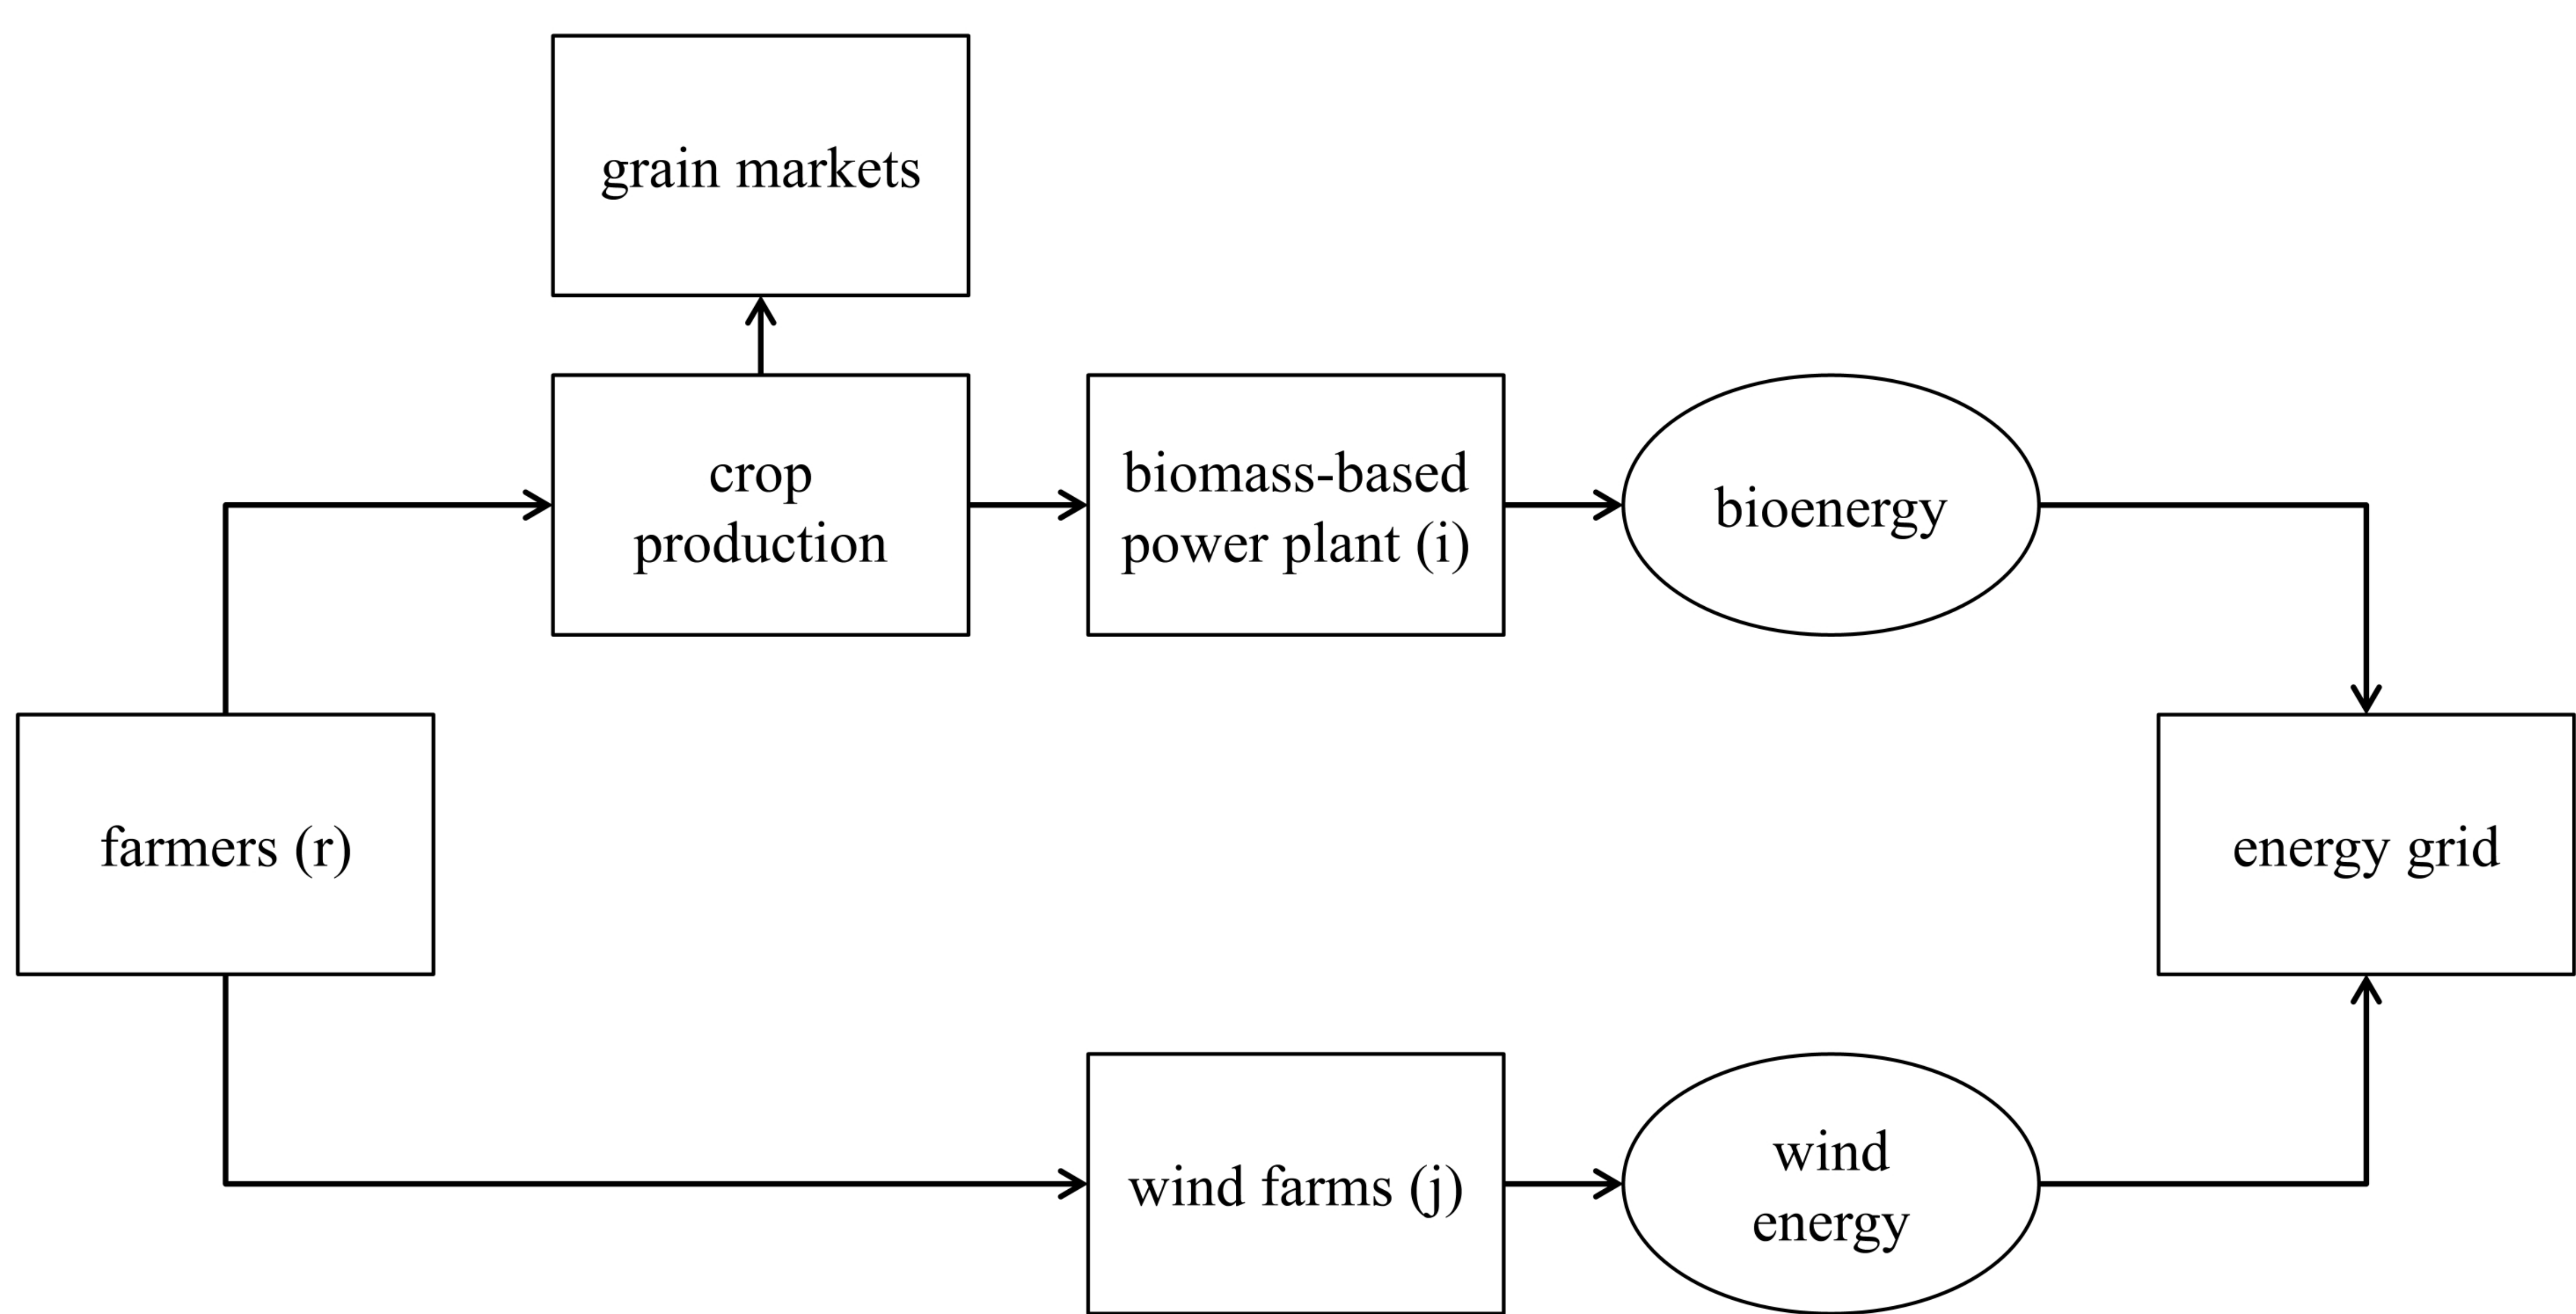 grain markets
crop
production
biomass-based
power plant (i)
bioenergy
farmers (r)
energy grid
wind farms (j)
wind
energy